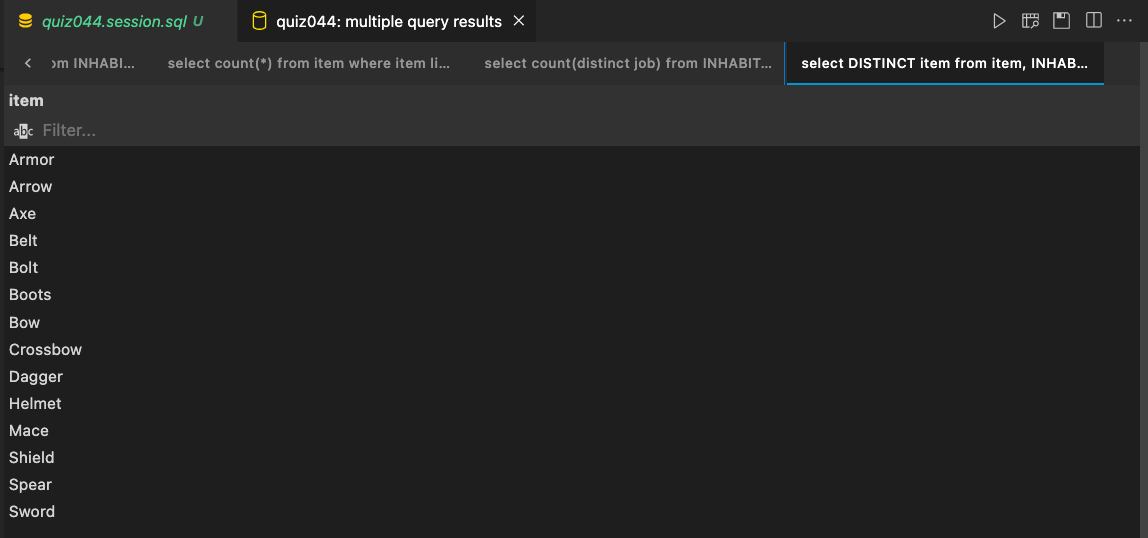 quiz044.session.sql U
quiz044: multiple query results
om INHABI...
select count(*) from item where item li...
select count(distinct job) from INHABIT...
select DISTINCT item from item, INHAB...
item
abc Filter...
Armor
Arrow
Axe
Belt
Bolt
Boots
Bow
Crossbow
Dagger
Helmet
Mace
Shield
Spear
Sword